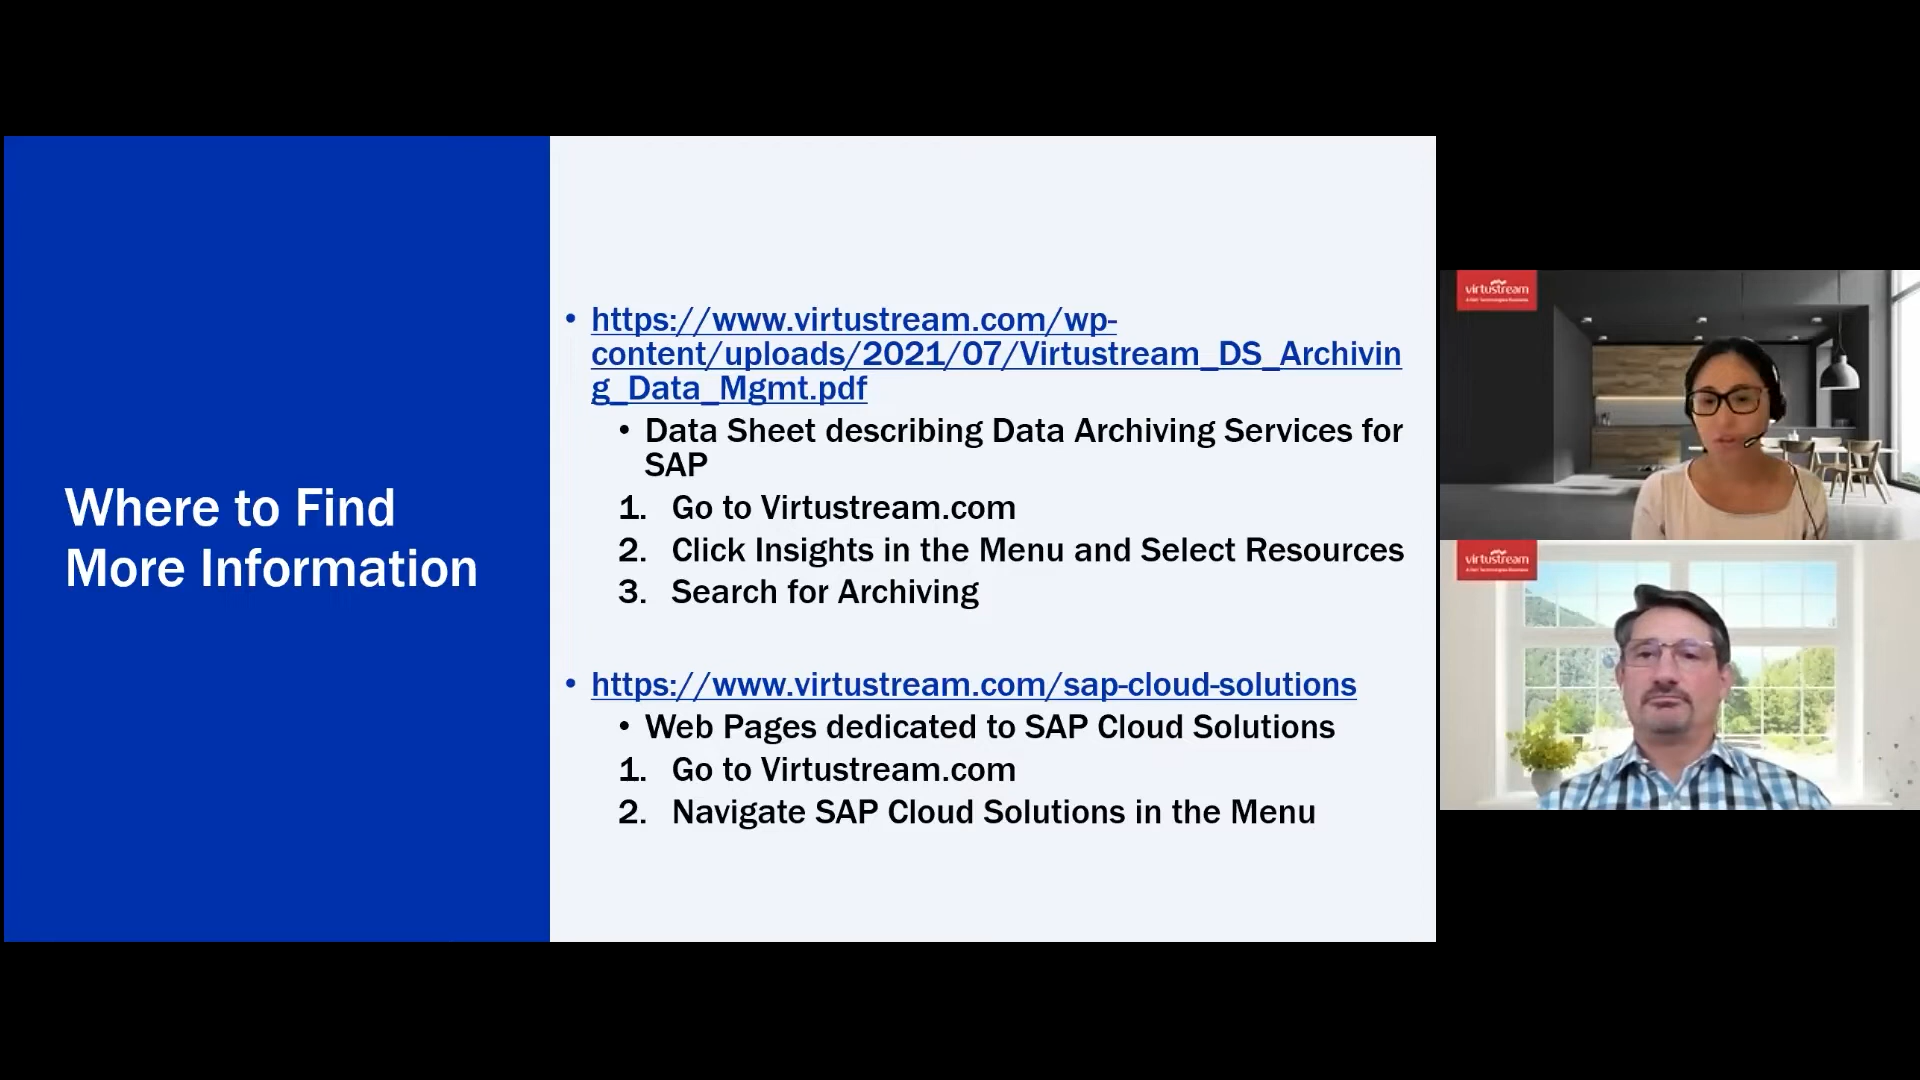 Where to Find
More Information
• https://www.virtustream.com/wp-
content/uploads/2021/07/Virtustream_DS_Archivin
g_Data_Mgmt.pdf
• Data Sheet describing Data Archiving Services for
SAP
1. Go to Virtustream.com
2. Click Insights in the Menu and Select Resources
3. Search for Archiving
• https://www.virtustream.com/sap-cloud-solutions
• Web Pages dedicated to SAP Cloud Solutions
1. Go to Virtustream.com
2. Navigate SAP Cloud Solutions in the Menu
virtustream
virtustream